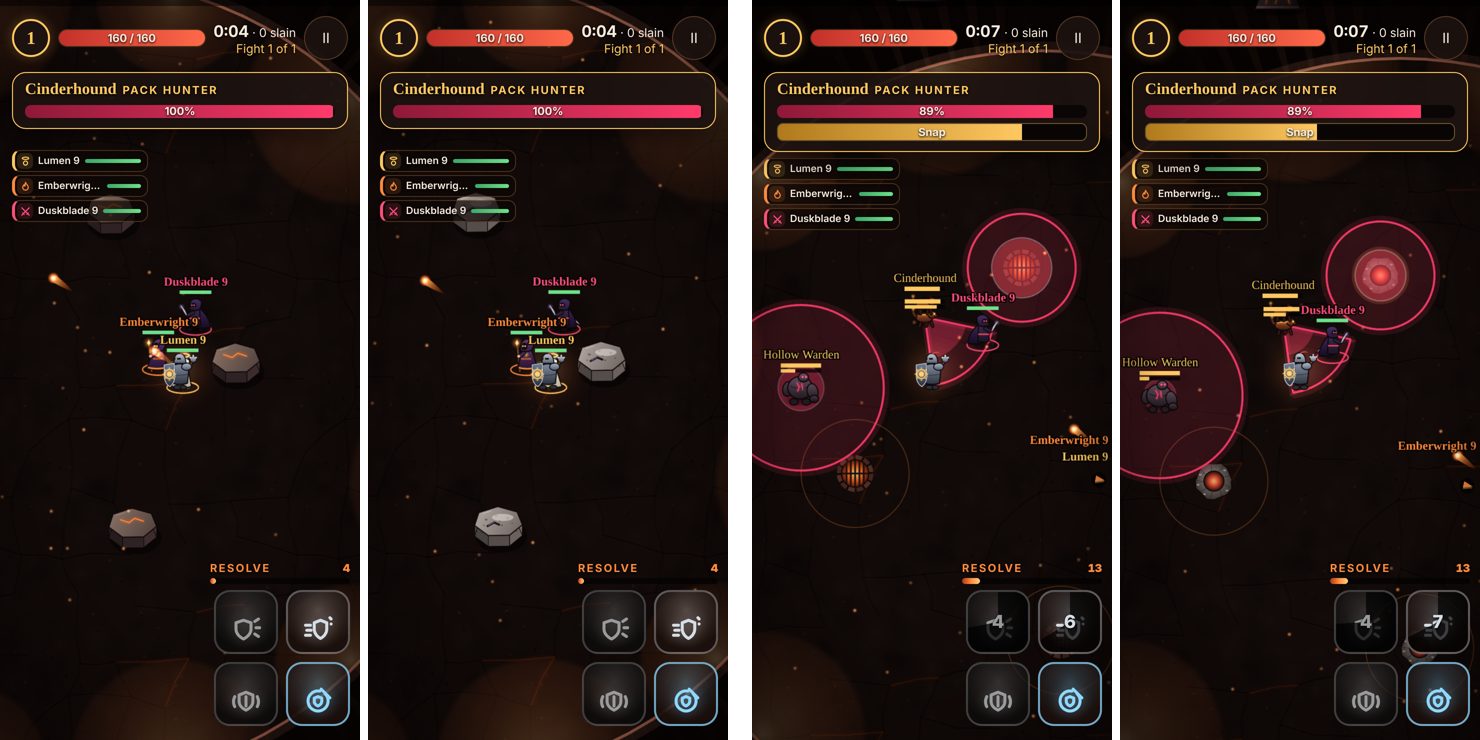 1
160 / 160
0:04 · 0 slain
Fight 1 of 1
Cinderhound PACK HUNTER
100%
Lumen 9
Emberwrig...
Duskblade 9
Duskblade 9
Emberwright 9
Lumen 9
RESOLVE 4
1
160 / 160
0:04 · 0 slain
Fight 1 of 1
Cinderhound PACK HUNTER
100%
Lumen 9
Emberwrig...
Duskblade 9
Duskblade 9
Emberwright 9
Lumen 9
RESOLVE 4
1
160 / 160
0:07 · 0 slain
Fight 1 of 1
Cinderhound PACK HUNTER
89%
Snap
Lumen 9
Emberwrig...
Duskblade 9
Cinderhound
Duskblade 9
Hollow Warden
Emberwright 9
Lumen 9
RESOLVE 13
4
6
1
160 / 160
0:07 · 0 slain
Fight 1 of 1
Cinderhound PACK HUNTER
89%
Snap
Lumen 9
Emberwrig...
Duskblade 9
Cinderhound
Duskblade 9
Hollow Warden
Emberwright 9
RESOLVE 13
4
7